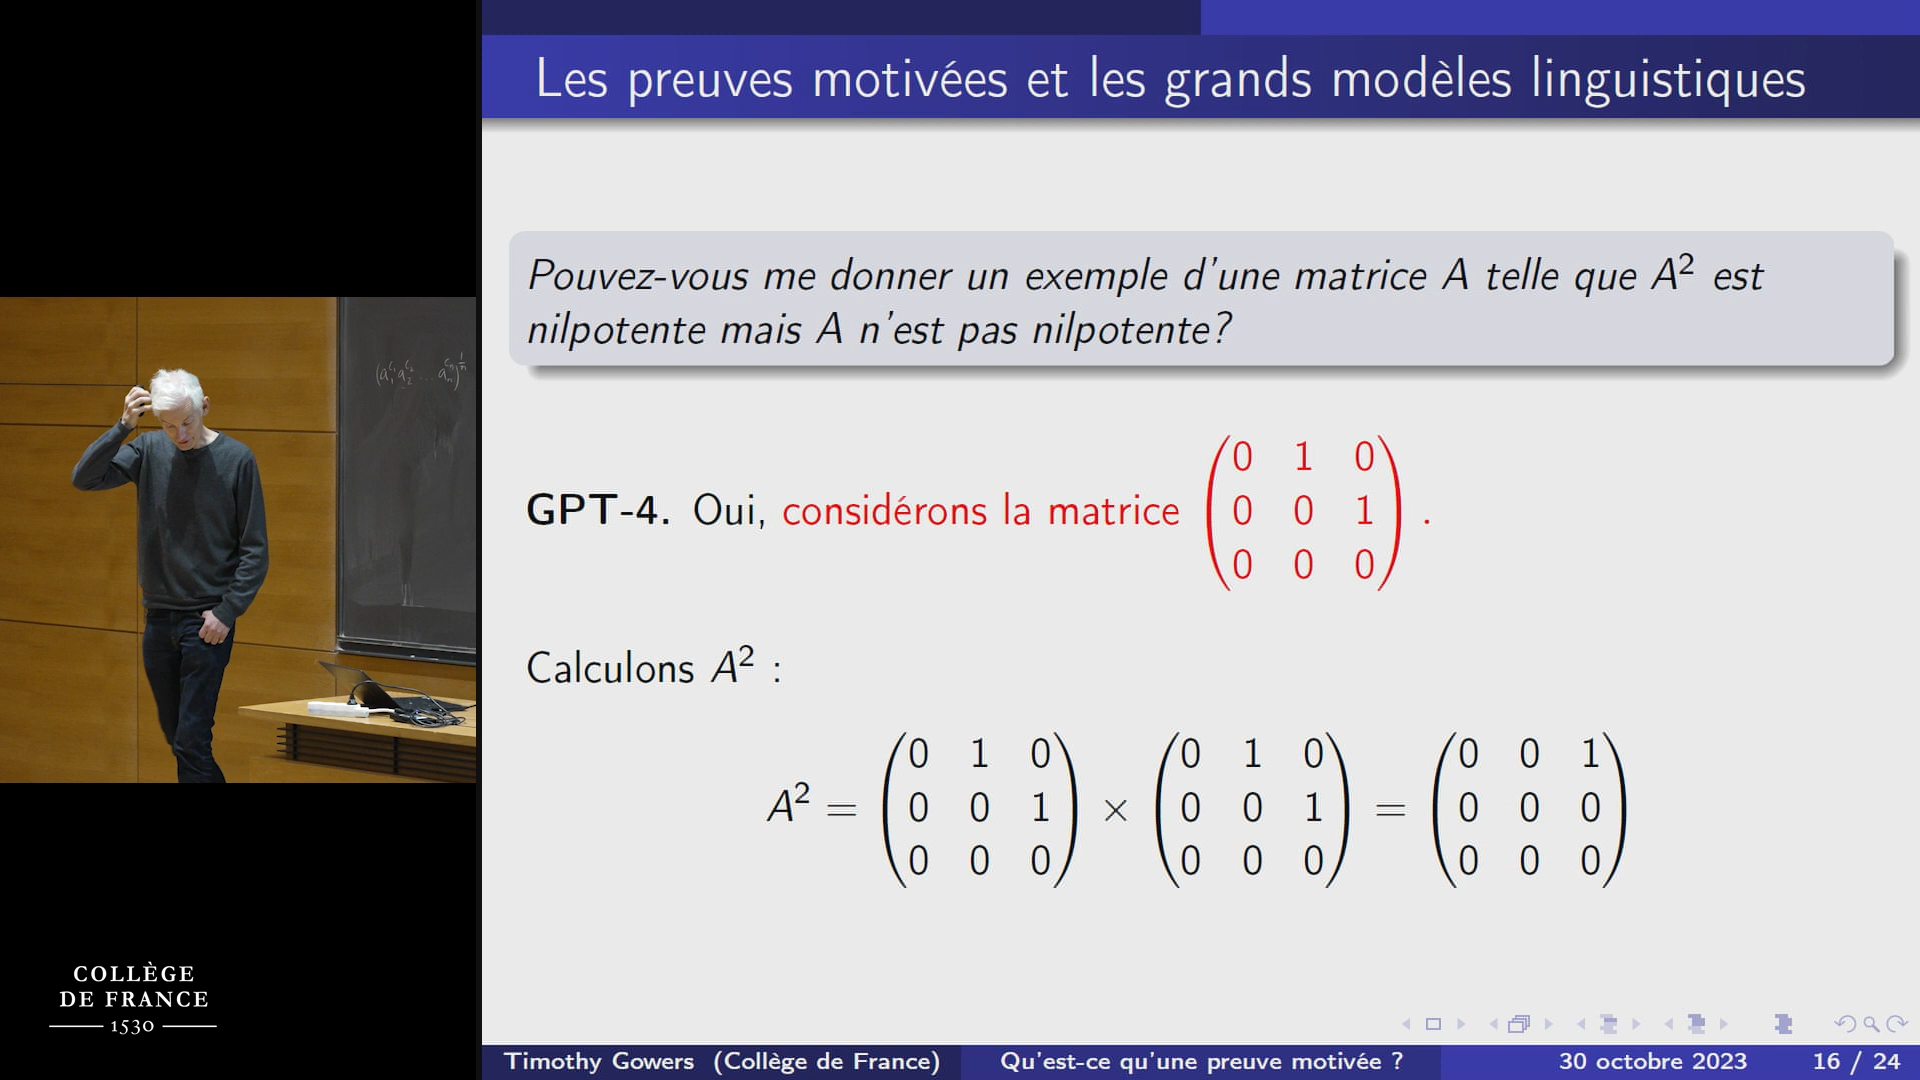 Les preuves motivées et les grands modèles linguistiques
Pouvez-vous me donner un exemple d'une matrice A telle que A² est
nilpotente mais A n'est pas nilpotente?
GPT-4. Oui, considérons la matrice
0 1 0
0 0 1
0 0 0
.
Calculons A² :
A² = (0 1 0 / 0 0 1 / 0 0 0) × (0 1 0 / 0 0 1 / 0 0 0) = (0 0 1 / 0 0 0 / 0 0 0)
COLLÈGE
DE FRANCE
1530
Timothy Gowers (Collège de France) Qu'est-ce qu'une preuve motivée ? 30 octobre 2023 16 / 24